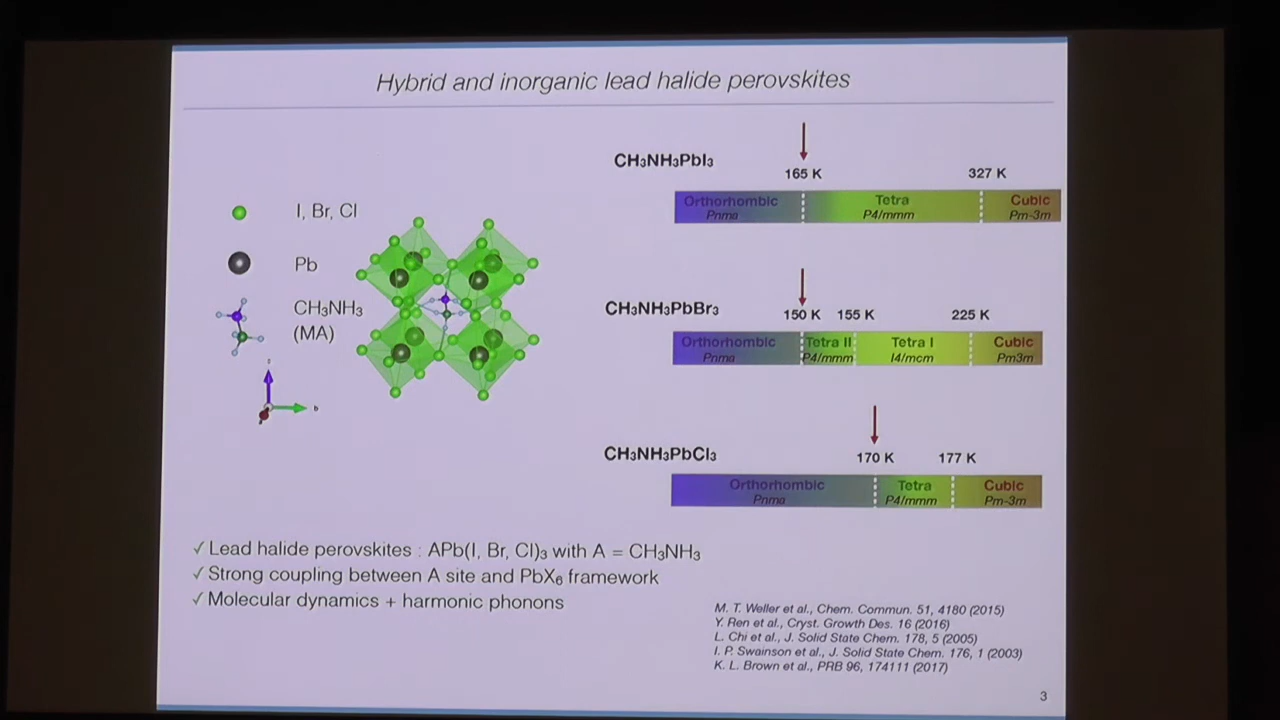 Hybrid and inorganic lead halide perovskites
I, Br, Cl
Pb
CH₃NH₃
(MA)
b
CH₃NH₃PbI₃
165 K
327 K
Orthorhombic
Pnma
Tetra
P4/mmm
Cubic
Pm-3m
CH₃NH₃PbBr₃
150 K
155 K
225 K
Orthorhombic
Pnma
Tetra II
P4/mmm
Tetra I
I4/mcm
Cubic
Pm3m
CH₃NH₃PbCl₃
170 K
177 K
Orthorhombic
Pnma
Tetra
P4/mmm
Cubic
Pm-3m
✓ Lead halide perovskites : APb(I, Br, Cl)₃ with A = CH₃NH₃
✓ Strong coupling between A site and PbX₆ framework
✓ Molecular dynamics + harmonic phonons
M. T. Weller et al., Chem. Commun. 51, 4180 (2015)
Y. Ren et al., Cryst. Growth Des. 16 (2016)
L. Chi et al., J. Solid State Chem. 178, 5 (2005)
I. P. Swainson et al., J. Solid State Chem. 176, 1 (2003)
K. L. Brown et al., PRB 96, 174111 (2017)
3